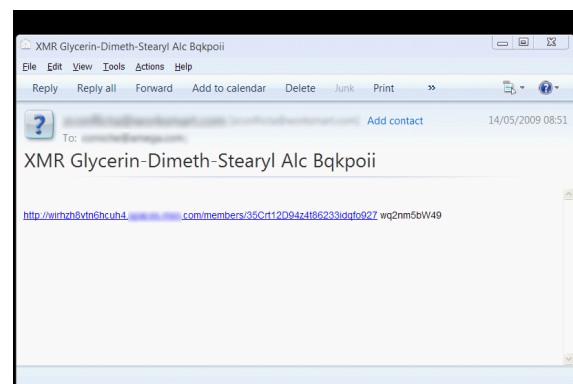 XMR Glycerin-Dimeth-Stearyl Alc Bqkpoii
File Edit View Tools Actions Help
Reply Reply all Forward Add to calendar Delete Junk Print »
Add contact 14/05/2009 08:51
To:
XMR Glycerin-Dimeth-Stearyl Alc Bqkpoii
http://wirhzh8vtn6hcuh4. .com/members/35Crt12D94z4t86233idqfo927 wq2nm5bW49